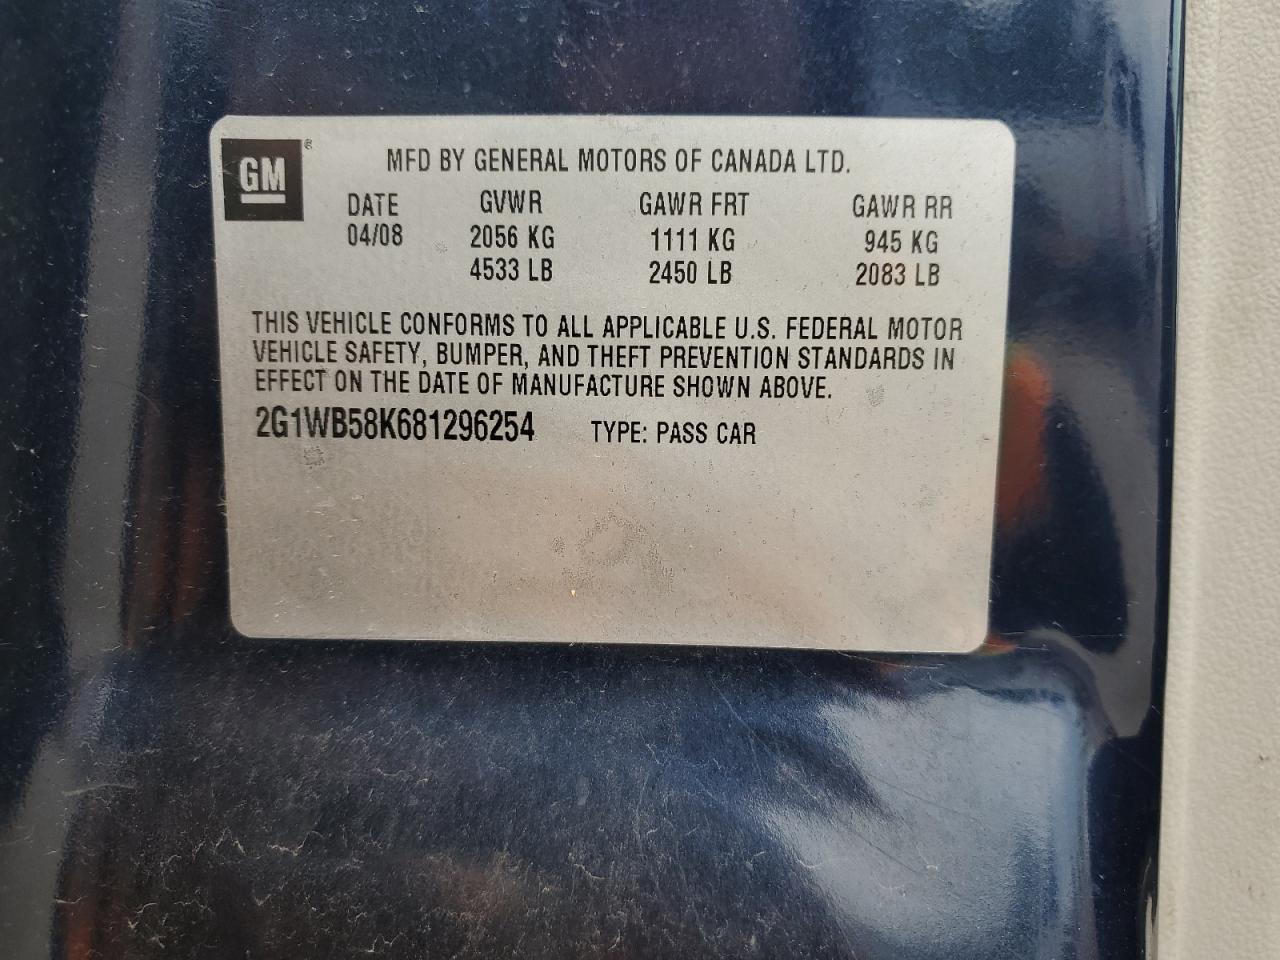 GM ®
MFD BY GENERAL MOTORS OF CANADA LTD.
DATE GVWR GAWR FRT GAWR RR
04/08 2056 KG 1111 KG 945 KG
4533 LB 2450 LB 2083 LB
THIS VEHICLE CONFORMS TO ALL APPLICABLE U.S. FEDERAL MOTOR
VEHICLE SAFETY, BUMPER, AND THEFT PREVENTION STANDARDS IN
EFFECT ON THE DATE OF MANUFACTURE SHOWN ABOVE.
2G1WB58K681296254 TYPE: PASS CAR